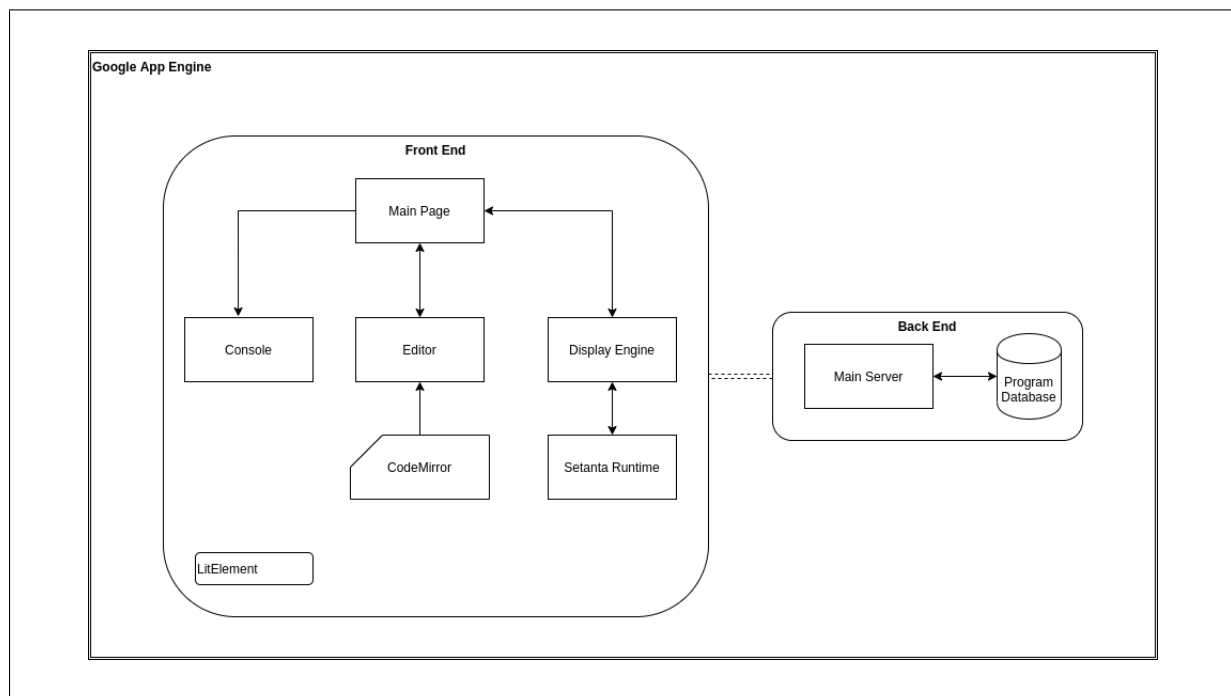 Google App Engine
Front End
Main Page
Console
Editor
Display Engine
CodeMirror
Setanta Runtime
LitElement
Back End
Main Server
Program
Database